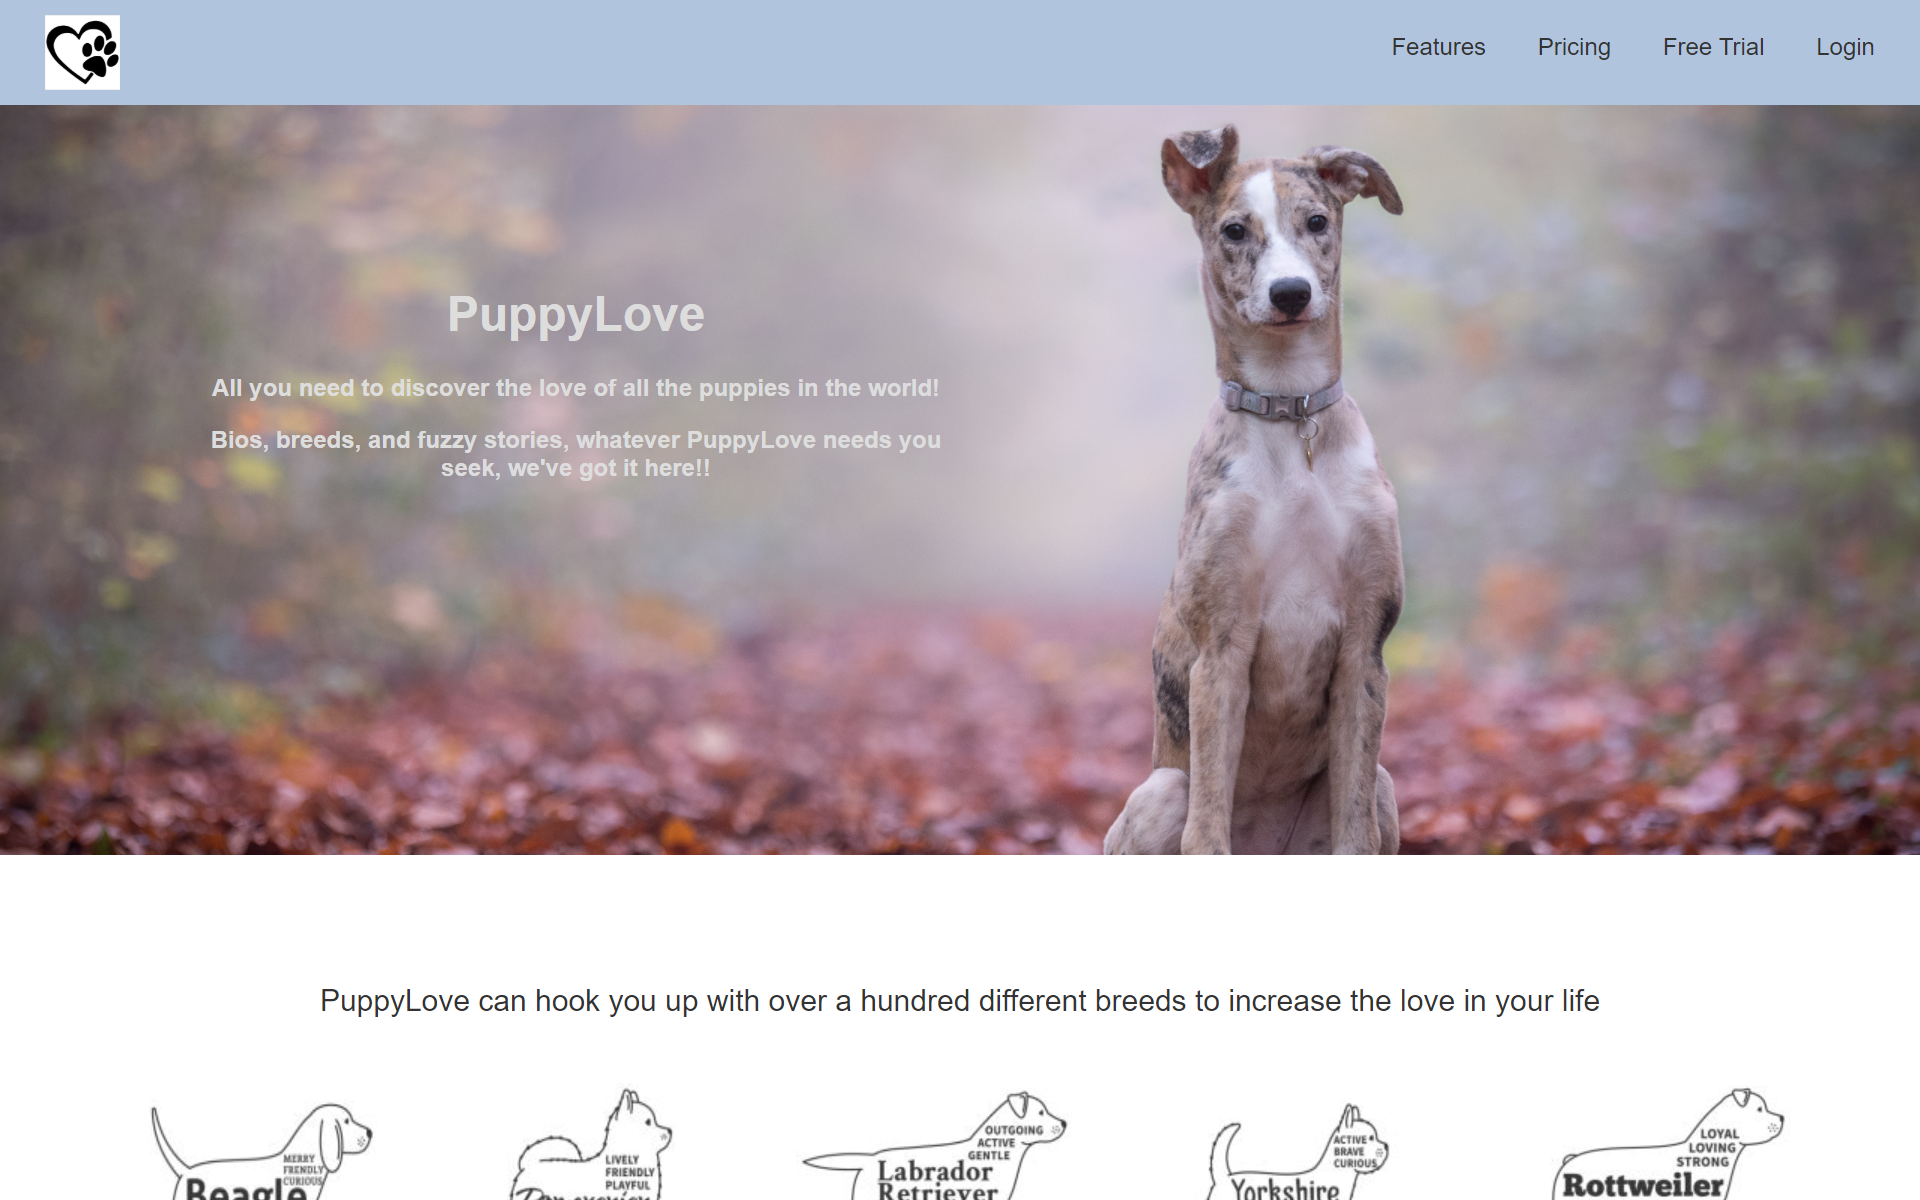 Features Pricing Free Trial Login
PuppyLove
All you need to discover the love of all the puppies in the world!
Bios, breeds, and fuzzy stories, whatever PuppyLove needs you
seek, we've got it here!!
PuppyLove can hook you up with over a hundred different breeds to increase the love in your life
MERRY
FRENDLY
CURIOUS
Beagle
LIVELY
FRIENDLY
PLAYFUL
OUTGOING
ACTIVE
GENTLE
Labrador
Retriever
ACTIVE
BRAVE
CURIOUS
Yorkshire
LOYAL
LOVING
STRONG
Rottweiler